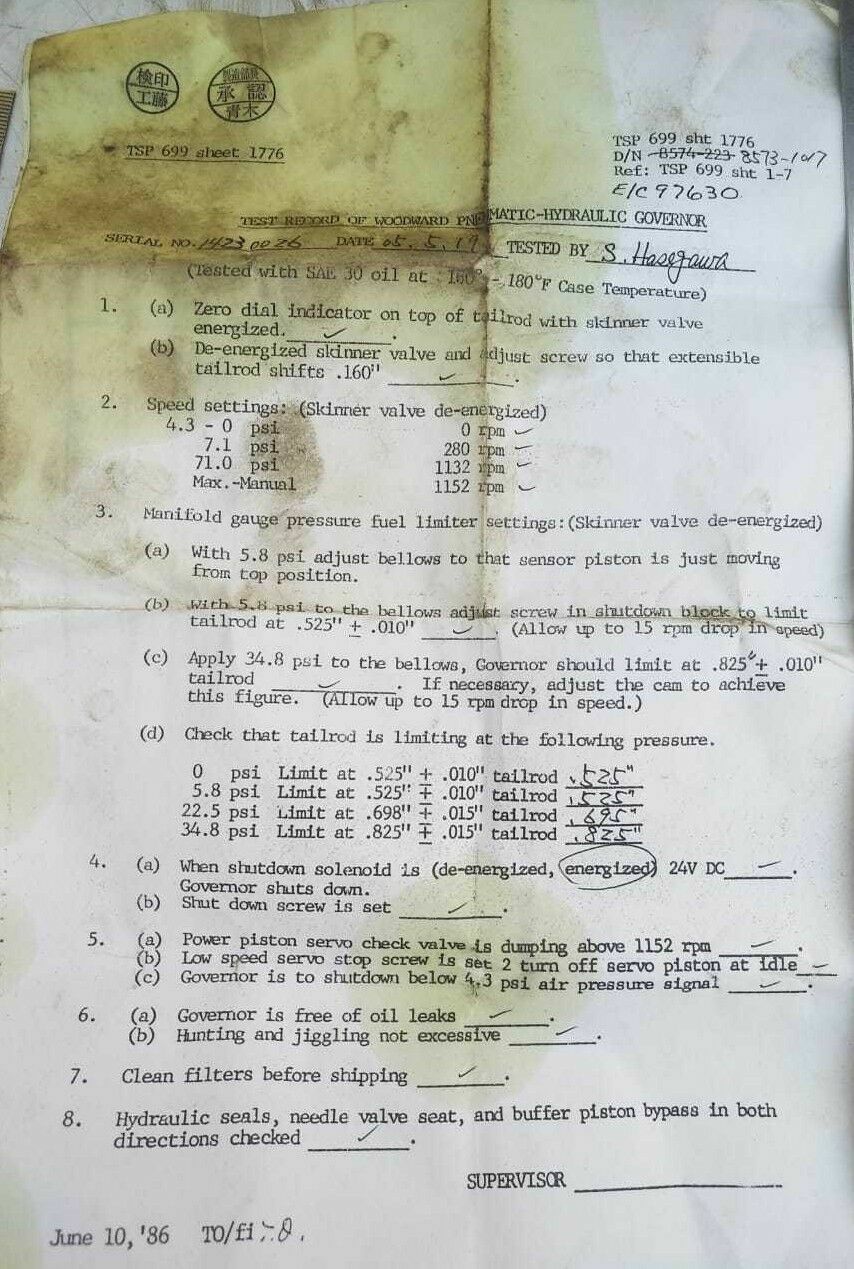 検印
工藤
承認
青木
TSP 699 sheet 1776
TSP 699 sht 1776
D/N 8574-223 8573-1017
Ref: TSP 699 sht 1-7
E/C 97630
TEST RECORD OF WOODWARD PNEUMATIC-HYDRAULIC GOVERNOR
SERIAL NO. 14230026 DATE 05.5.19 TESTED BY S. Hasegawa
(Tested with SAE 30 oil at 160° - 180°F Case Temperature)
1. (a) Zero dial indicator on top of tailrod with skinner valve
energized. ✓.
(b) De-energized skinner valve and adjust screw so that extensible
tailrod shifts .160" ✓.
2. Speed settings: (Skinner valve de-energized)
4.3 - 0 psi 0 rpm ✓
7.1 psi 280 rpm ✓
71.0 psi 1132 rpm ✓
Max.-Manual 1152 rpm ✓
3. Manifold gauge pressure fuel limiter settings: (Skinner valve de-energized)
(a) With 5.8 psi adjust bellows to that sensor piston is just moving
from top position.
(b) With 5.8 psi to the bellows adjust screw in shutdown block to limit
tailrod at .525" ± .010" ✓. (Allow up to 15 rpm drop in speed)
(c) Apply 34.8 psi to the bellows, Governor should limit at .825" ± .010"
tailrod ✓. If necessary, adjust the cam to achieve
this figure. (Allow up to 15 rpm drop in speed.)
(d) Check that tailrod is limiting at the following pressure.
0 psi Limit at .525" ± .010" tailrod .525"
5.8 psi Limit at .525" ± .010" tailrod .525"
22.5 psi Limit at .698" ± .015" tailrod .695"
34.8 psi Limit at .825" ± .015" tailrod .825"
4. (a) When shutdown solenoid is (de-energized, energized) 24V DC ✓.
Governor shuts down.
(b) Shut down screw is set ✓.
5. (a) Power piston servo check valve is dumping above 1152 rpm ✓.
(b) Low speed servo stop screw is set 2 turn off servo piston at idle ✓
(c) Governor is to shutdown below 4.3 psi air pressure signal ✓.
6. (a) Governor is free of oil leaks ✓.
(b) Hunting and jiggling not excessive ✓.
7. Clean filters before shipping ✓.
8. Hydraulic seals, needle valve seat, and buffer piston bypass in both
directions checked ✓.
SUPERVISOR
June 10, '86